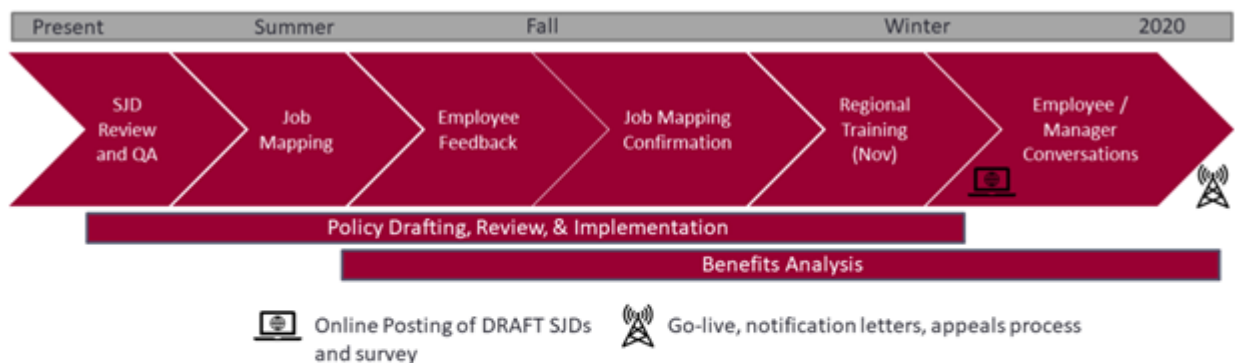 Present Summer Fall Winter 2020
SJD
Review
and QA
Job
Mapping
Employee
Feedback
Job Mapping
Confirmation
Regional
Training
(Nov)
Employee /
Manager
Conversations
Policy Drafting, Review, & Implementation
Benefits Analysis
Online Posting of DRAFT SJDs
and survey
Go-live, notification letters, appeals process